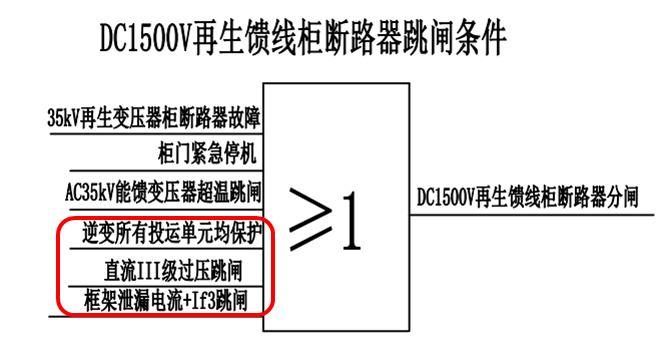 DC1500V再生馈线柜断路器跳闸条件
35kV再生变压器柜断路器故障
柜门紧急停机
AC35kV能馈变压器超温跳闸
逆变所有投运单元均保护
直流III级过压跳闸
框架泄漏电流+If3跳闸
≥1
DC1500V再生馈线柜断路器分闸